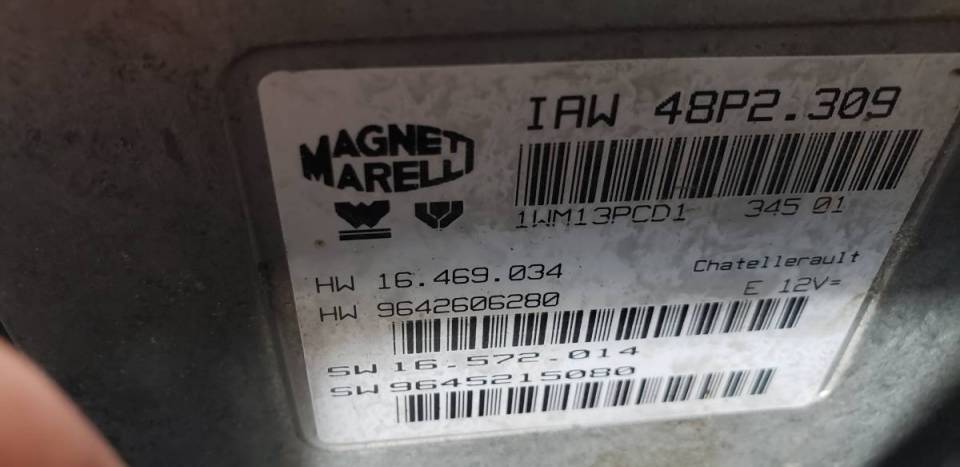 IAW 48P2.309
MAGNETI
MARELLI
1WM13PCD1 345 01
Chatellerault
HW 16.469.034
E 12V=
HW 9642606280
SW 16.572.014
SW 9645215080